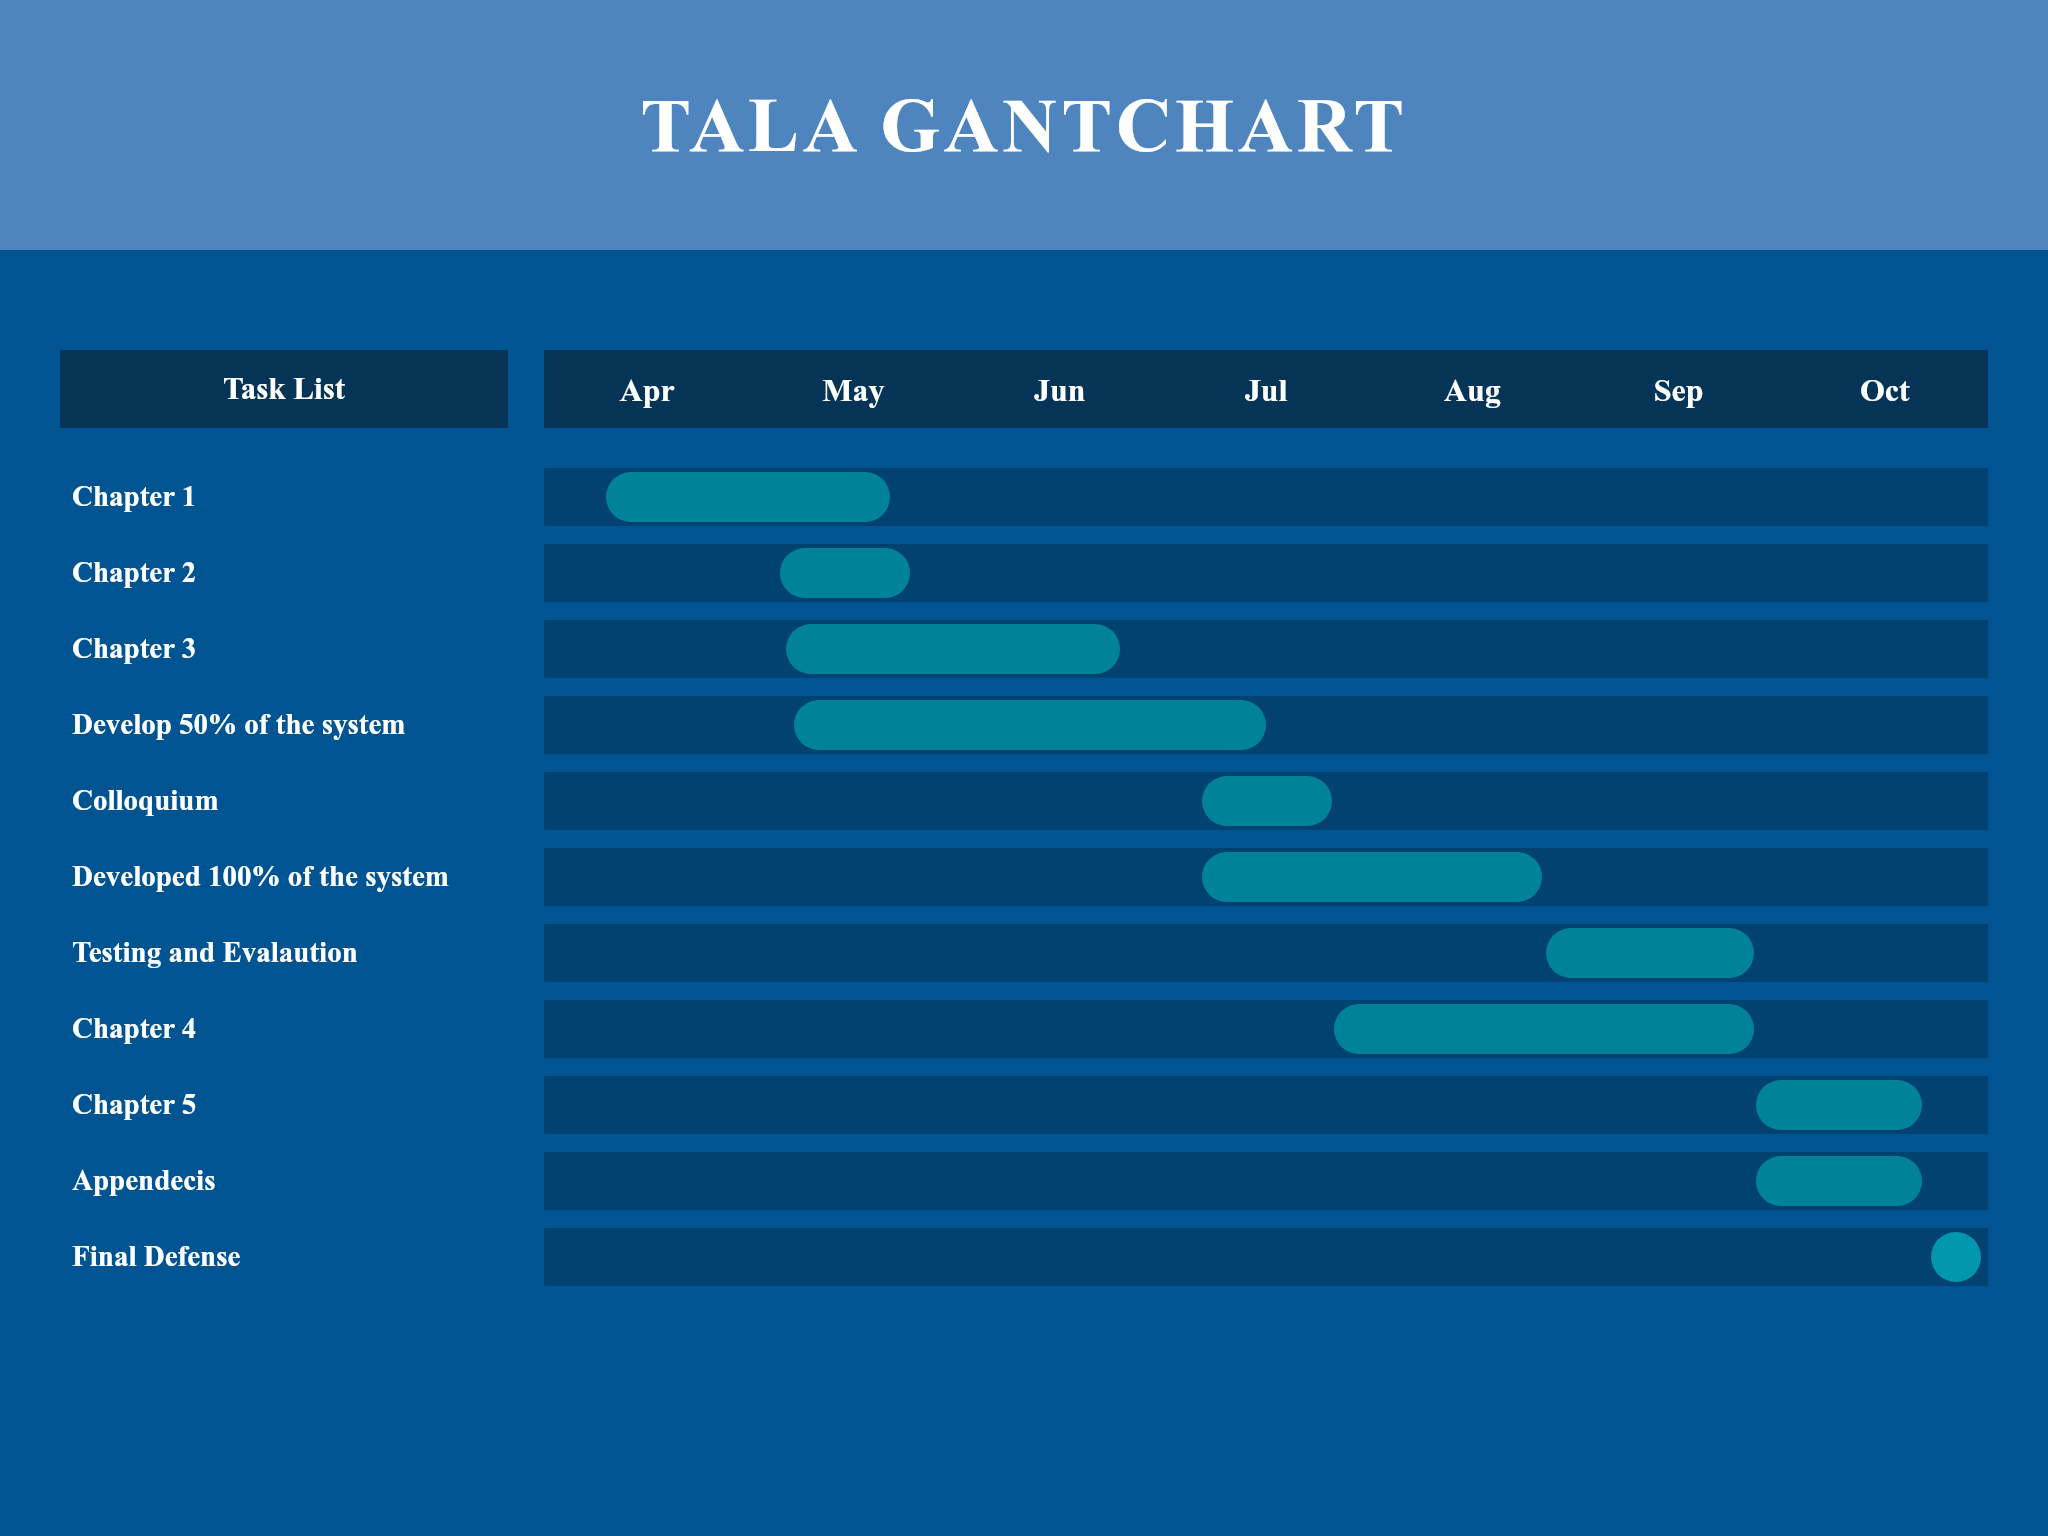 TALA GANTCHART
Task List
Apr May Jun Jul Aug Sep Oct
Chapter 1
Chapter 2
Chapter 3
Develop 50% of the system
Colloquium
Developed 100% of the system
Testing and Evalaution
Chapter 4
Chapter 5
Appendecis
Final Defense